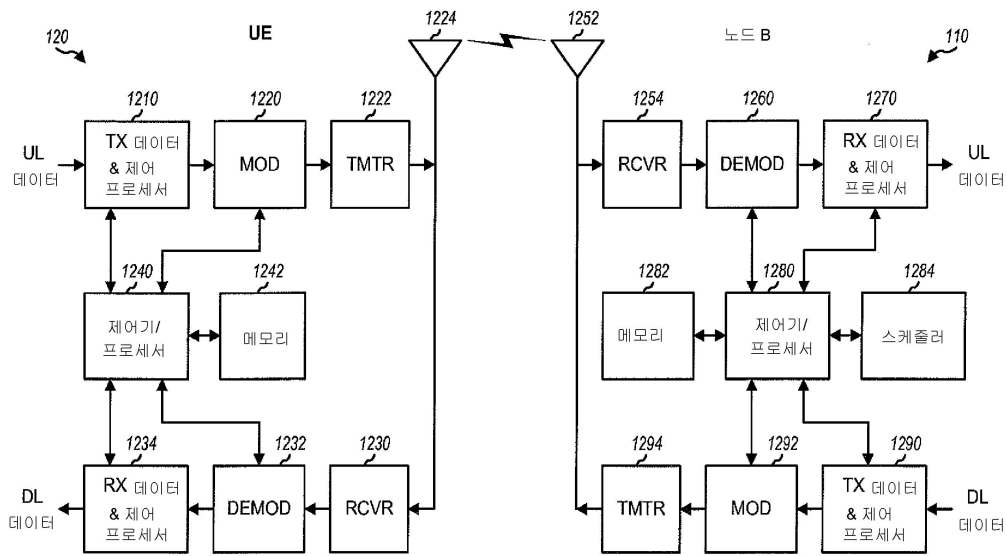 120
UE
1224
1252
노드 B
110
1210
1220
1222
1254
1260
1270
UL
데이터
TX 데이터
& 제어
프로세서
MOD
TMTR
RCVR
DEMOD
RX 데이터
& 제어
프로세서
UL
데이터
1240
1242
1282
1280
1284
제어기/
프로세서
메모리
메모리
제어기/
프로세서
스케줄러
1234
1232
1230
1294
1292
1290
DL
데이터
RX 데이터
& 제어
프로세서
DEMOD
RCVR
TMTR
MOD
TX 데이터
& 제어
프로세서
DL
데이터